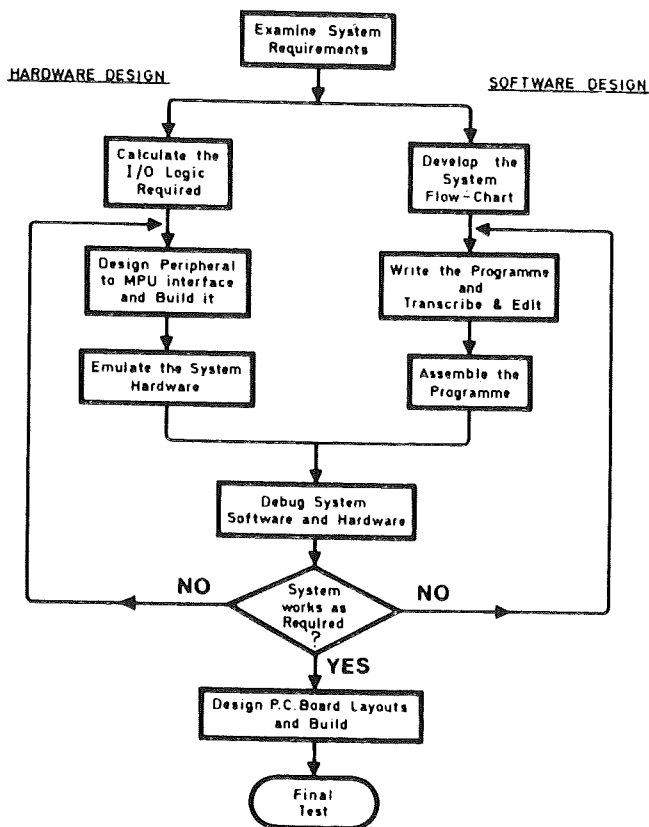 Examine System
Requirements
HARDWARE DESIGN
SOFTWARE DESIGN
Calculate the
I/O Logic
Required
Develop the
System
Flow-Chart
Design Peripheral
to MPU interface
and Build it
Write the Programme
and
Transcribe & Edit
Emulate the System
Hardware
Assemble the
Programme
Debug System
Software and Hardware
NO
System
works as
Required
?
NO
YES
Design P.C. Board Layouts
and Build
Final
Test